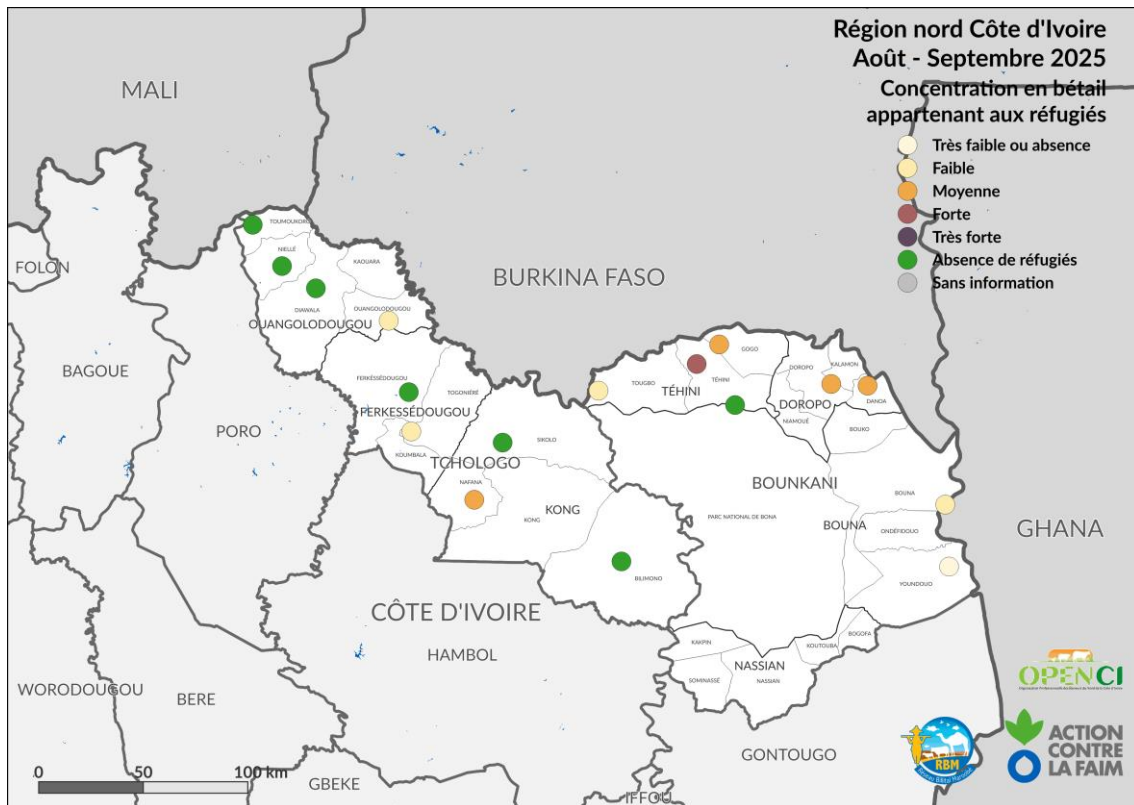 Région nord Côte d'Ivoire
Août - Septembre 2025
Concentration en bétail
appartenant aux réfugiés
Très faible ou absence
Faible
Moyenne
Forte
Très forte
Absence de réfugiés
Sans information
MALI
BURKINA FASO
GHANA
CÔTE D'IVOIRE
FOLON
BAGOUE
PORO
WORODOUGOU
BERE
HAMBOL
GBEKE
IFFOU
GONTOUGO
TOUMOUKORO
NIELLÉ
KAOUARA
DIAWALA
OUANGOLODOUGOU
OUANGOLODOUGOU
FERKÉSSÉDOUGOU
TOGONIÉRÉ
FERKESSÉDOUGOU
KOUMBALA
TCHOLOGO
SIKOLO
NAFANA
KONG
KONG
BILIMONO
GOGO
TOUGBO
TÉHINI
TÉHINI
DOROPO
KALAMON
DANOA
DOROPO
NIAMOUÉ
BOUKO
BOUNKANI
PARC NATIONAL DE BONA
BOUNA
BOUNA
ONDÉFIDOUO
YOUNDOUO
BOGOFA
KOUTOUBA
KAKPIN
NASSIAN
SOMINASSÉ
NASSIAN
0 50 100 km
OPENCI
RBM
ACTION
CONTRE
LA FAIM